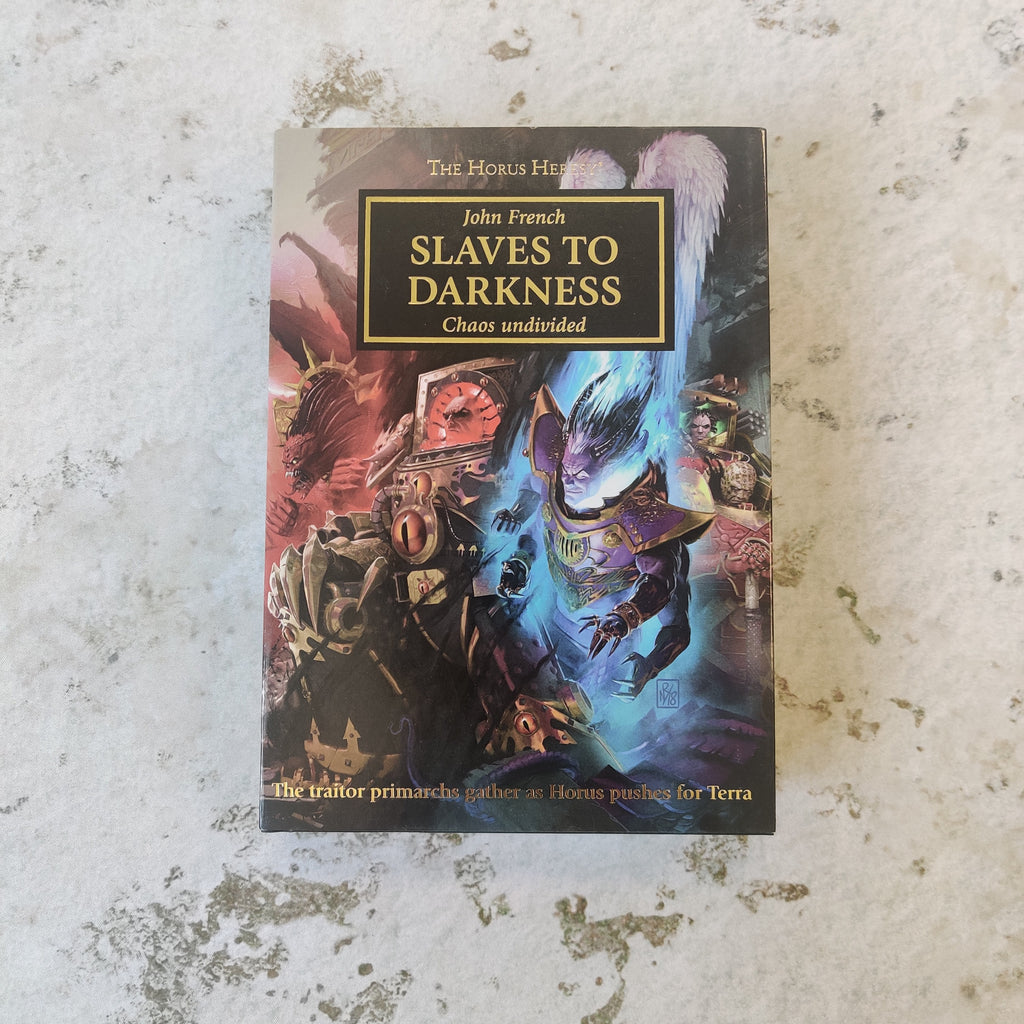 THE HORUS HERESY
John French
SLAVES TO
DARKNESS
Chaos undivided
The traitor primarchs gather as Horus pushes for Terra